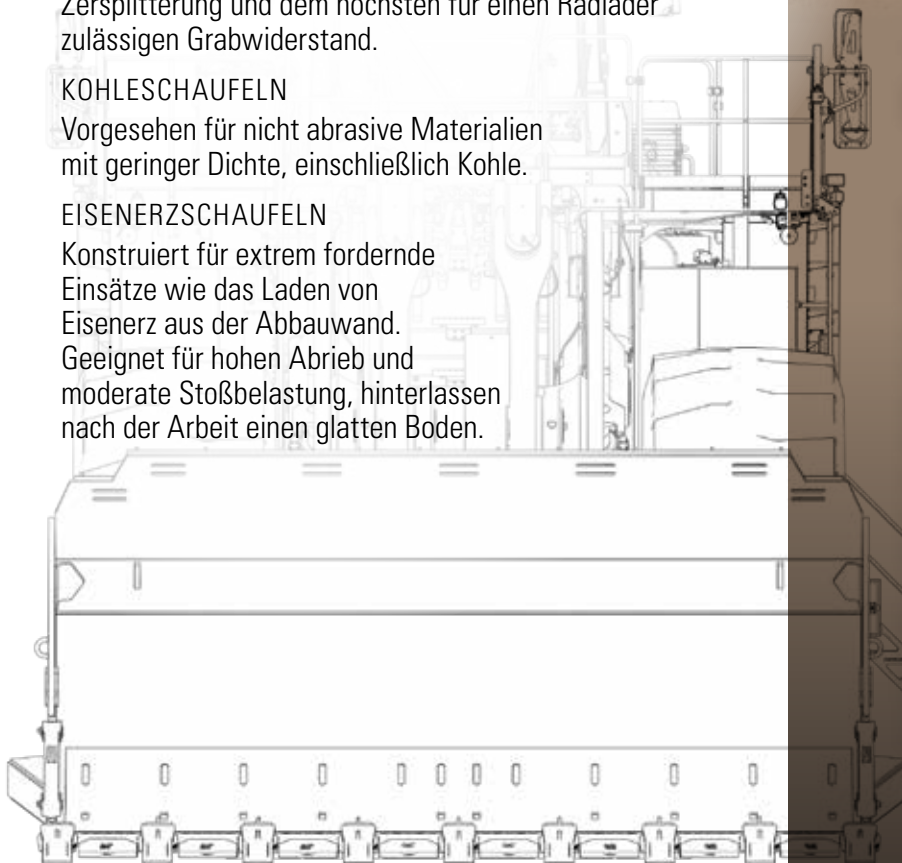 Zersplitterung und dem höchsten für einen Radlader
zulässigen Grabwiderstand.
KOHLESCHAUFELN
Vorgesehen für nicht abrasive Materialien
mit geringer Dichte, einschließlich Kohle.
EISENERZSCHAUFELN
Konstruiert für extrem fordernde
Einsätze wie das Laden von
Eisenerz aus der Abbauwand.
Geeignet für hohen Abrieb und
moderate Stoßbelastung, hinterlassen
nach der Arbeit einen glatten Boden.